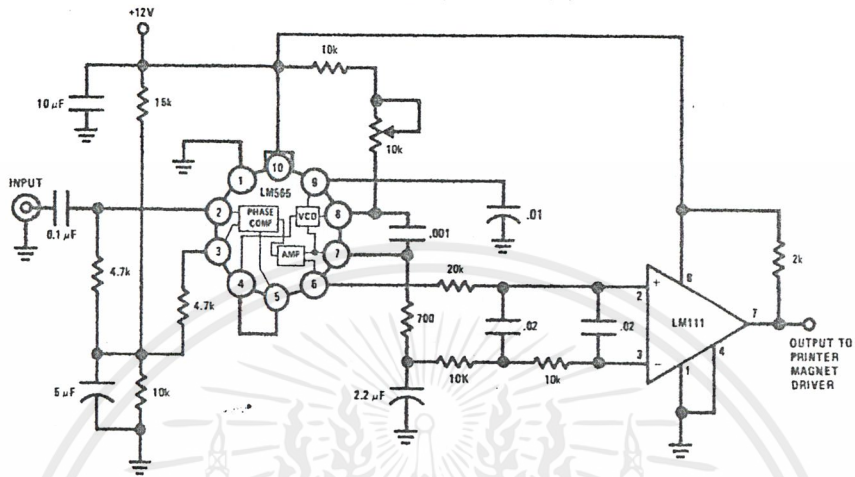 +12V
10k
10 µF
15k
10k
INPUT
0.1 µF
1
10
9
LM565
2
PHASE COMP
VCO
8
.01
3
AMP
7
.001
4
5
6
4.7k
4.7k
20k
2k
700
.02
.02
2
+
8
LM111
7
3
–
1
4
OUTPUT TO
PRINTER
MAGNET
DRIVER
5 µF
10k
2.2 µF
10K
10k